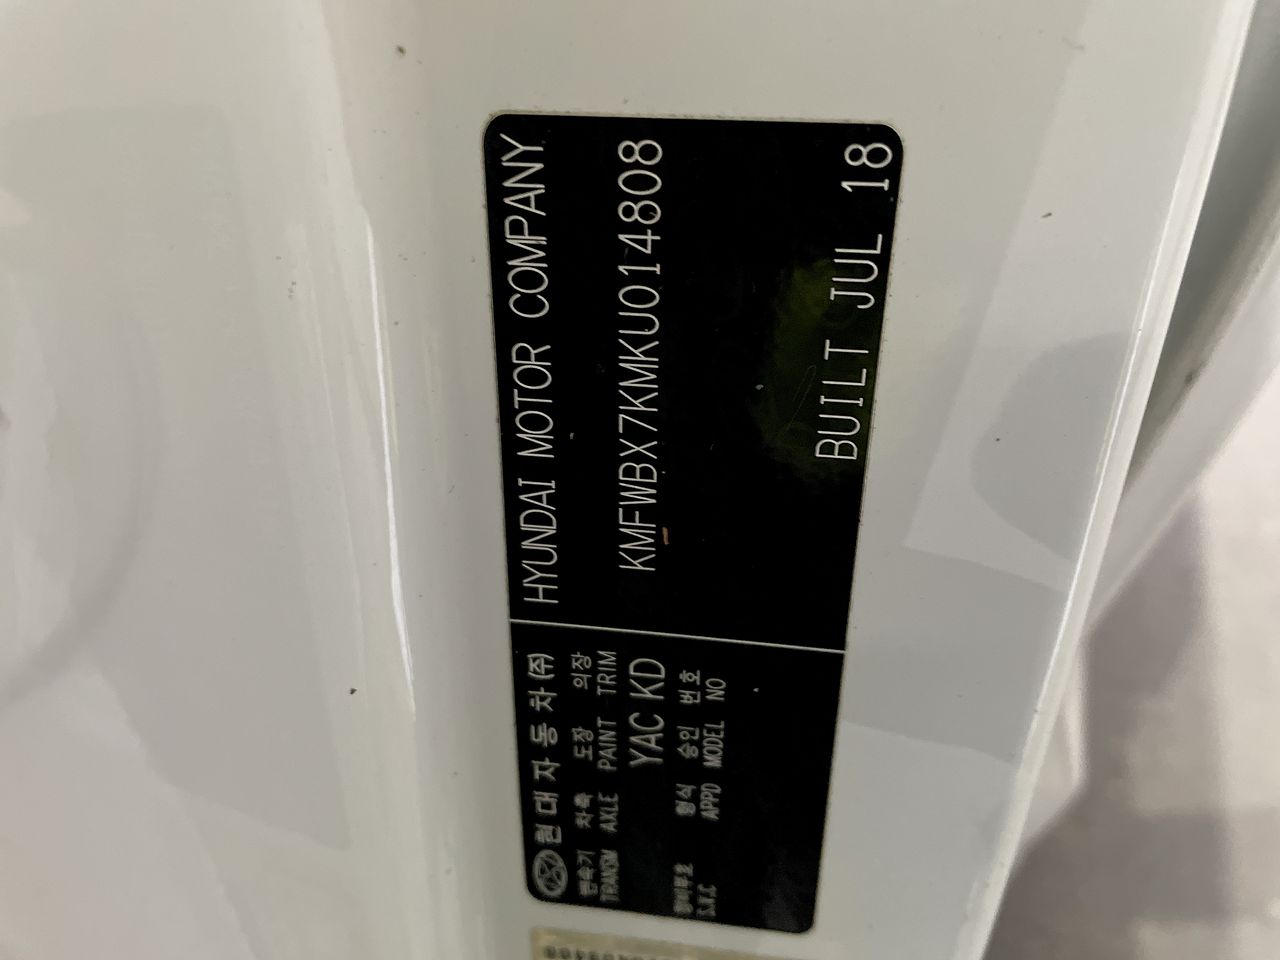 현대자동차(주)
변속기 차축 도장 의장
TRANSM AXLE PAINT TRIM
YAC KD
형식 승인 번호
S.V.C APPD MODEL NO
HYUNDAI MOTOR COMPANY
KMFWBX7KMKU014808
BUILT JUL 18